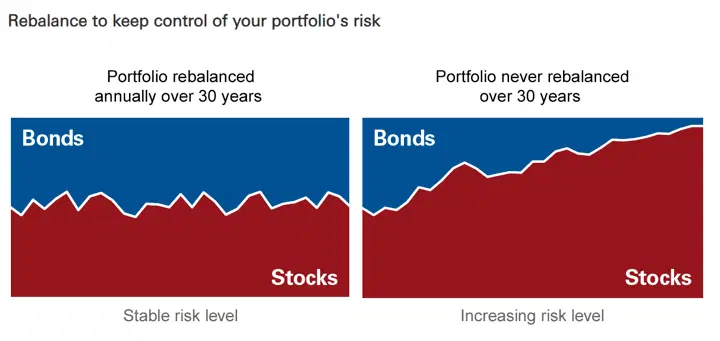 Rebalance to keep control of your portfolio's risk
Portfolio rebalanced
annually over 30 years
Bonds
Stocks
Stable risk level
Portfolio never rebalanced
over 30 years
Bonds
Stocks
Increasing risk level